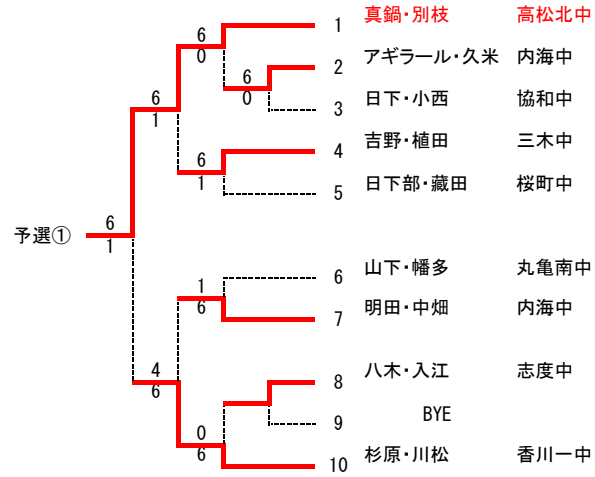 1 真鍋・別枝 高松北中
6
0
2 アギラール・久米 内海中
6
0
3 日下・小西 協和中
6
1
4 吉野・植田 三木中
6
1
5 日下部・藏田 桜町中
予選① 6
1
6 山下・幡多 丸亀南中
1
6
7 明田・中畑 内海中
4
6
8 八木・入江 志度中
9 BYE
0
6
10 杉原・川松 香川一中